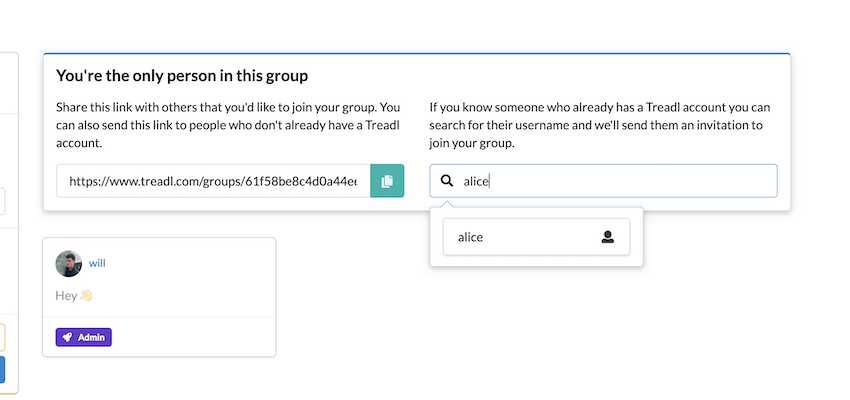 You're the only person in this group
Share this link with others that you'd like to join your group. You
can also send this link to people who don't already have a Treadl
account.
https://www.treadl.com/groups/61f58be8c4d0a44ee
If you know someone who already has a Treadl account you can
search for their username and we'll send them an invitation to
join your group.
alice
alice
will
Hey 👋🏻
Admin